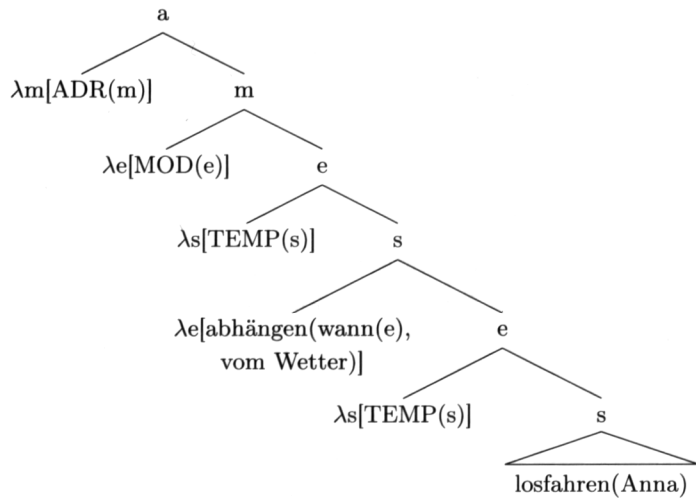 a
λm[ADR(m)] m
λe[MOD(e)] e
λs[TEMP(s)] s
λe[abhängen(wann(e), e
vom Wetter)]
λs[TEMP(s)] s
losfahren(Anna)